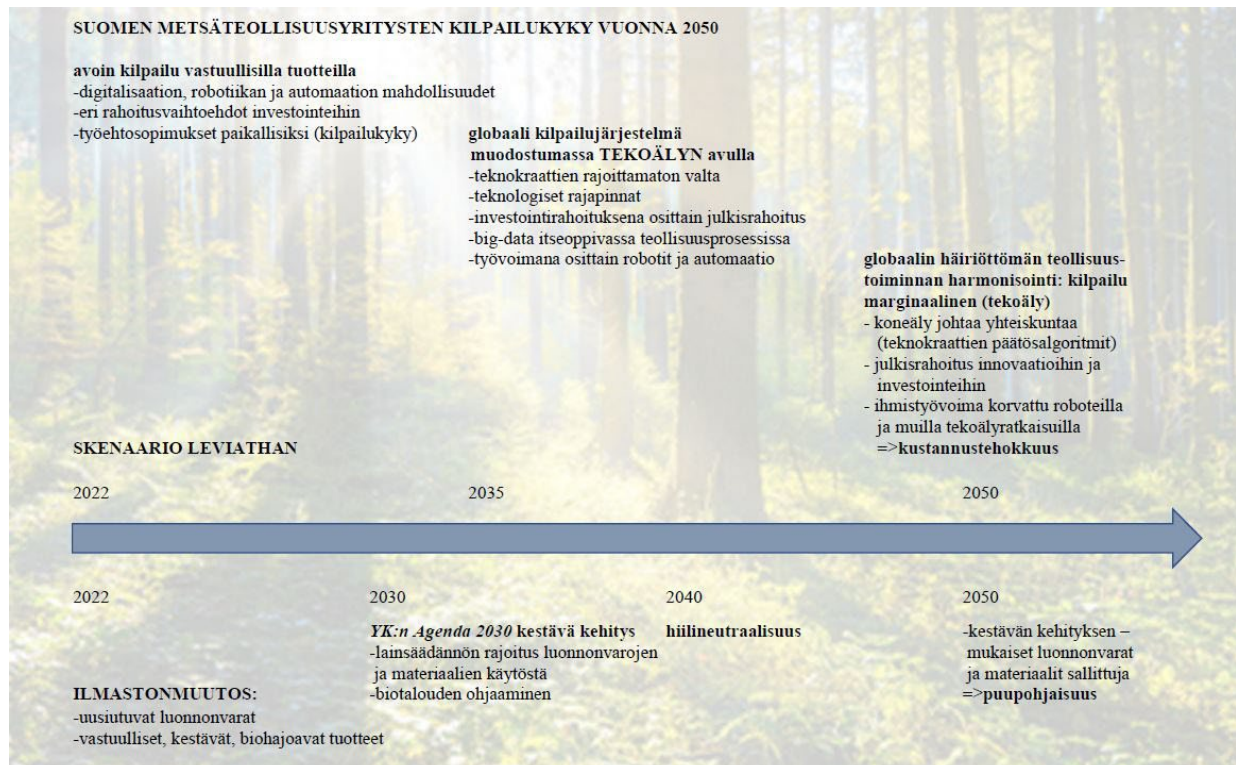 SUOMEN METSÄTEOLLISUUSYRITYSTEN KILPAILUKYKY VUONNA 2050
avoin kilpailu vastuullisilla tuotteilla
-digitalisaation, robotiikan ja automaation mahdollisuudet
-eri rahoitusvaihtoehdot investointeihin
-työehtosopimukset paikallisiksi (kilpailukyky)
globaali kilpailujärjestelmä
muodostumassa TEKOÄLYN avulla
-teknokraattien rajoittamaton valta
-teknologiset rajapinnat
-investointirahoituksena osittain julkisrahoitus
-big-data itseoppivassa teollisuusprosessissa
-työvoimana osittain robotit ja automaatio
globaalin häiriöttömän teollisuus-
toiminnan harmonisointi: kilpailu
marginaalinen (tekoäly)
- koneäly johtaa yhteiskuntaa
(teknokraattien päätösalgoritmit)
- julkisrahoitus innovaatioihin ja
investointeihin
- ihmistyövoima korvattu roboteilla
ja muilla tekoälyratkaisuilla
=>kustannustehokkuus
SKENAARIO LEVIATHAN
2022
2035
2050
2022
2030
2040
2050
YK:n Agenda 2030 kestävä kehitys
-lainsäädännön rajoitus luonnonvarojen
ja materiaalien käytöstä
-biotalouden ohjaaminen
hiilineutraalisuus
-kestävän kehityksen –
mukaiset luonnonvarat
ja materiaalit sallittuja
=>puupohjaisuus
ILMASTONMUUTOS:
-uusiutuvat luonnonvarat
-vastuulliset, kestävät, biohajoavat tuotteet